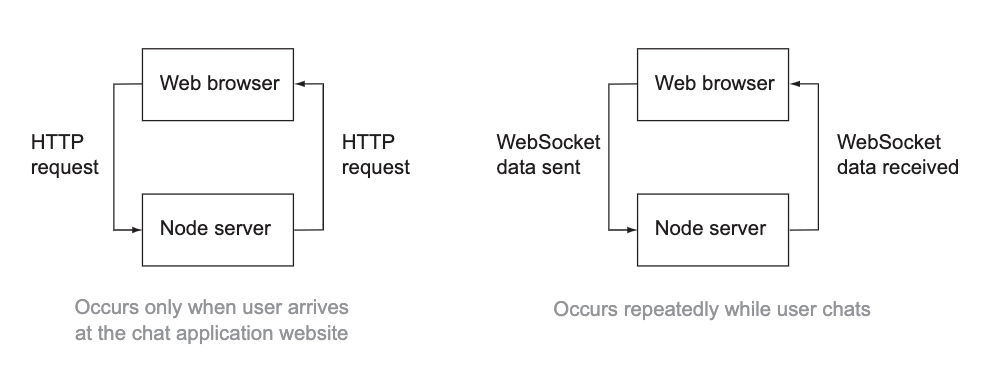 Web browser
HTTP
request
HTTP
request
Node server
Occurs only when user arrives
at the chat application website
Web browser
WebSocket
data sent
WebSocket
data received
Node server
Occurs repeatedly while user chats